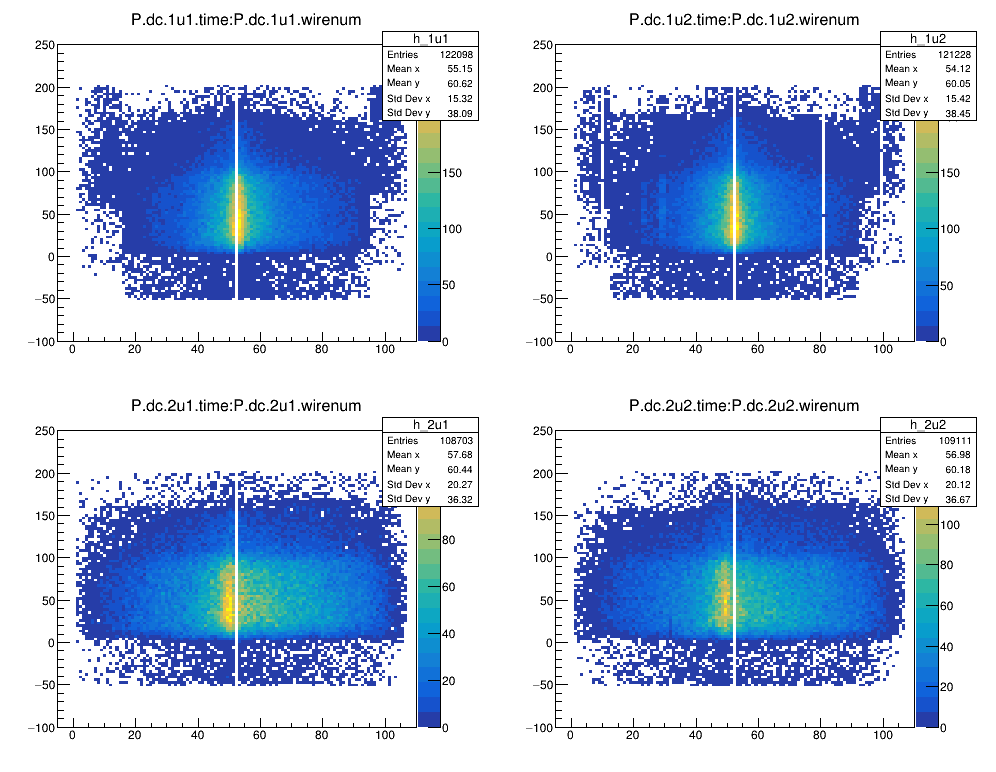 P.dc.1u1.time:P.dc.1u1.wirenum
h_1u1
Entries 122098
Mean x 55.15
Mean y 60.62
Std Dev x 15.32
Std Dev y 38.09
250
200
150
100
50
0
−50
−100
0 20 40 60 80 100
150
100
50
0
P.dc.1u2.time:P.dc.1u2.wirenum
h_1u2
Entries 121228
Mean x 54.12
Mean y 60.05
Std Dev x 15.42
Std Dev y 38.45
250
200
150
100
50
0
−50
−100
0 20 40 60 80 100
150
100
50
0
P.dc.2u1.time:P.dc.2u1.wirenum
h_2u1
Entries 108703
Mean x 57.68
Mean y 60.44
Std Dev x 20.27
Std Dev y 36.32
250
200
150
100
50
0
−50
−100
0 20 40 60 80 100
80
60
40
20
0
P.dc.2u2.time:P.dc.2u2.wirenum
h_2u2
Entries 109111
Mean x 56.98
Mean y 60.18
Std Dev x 20.12
Std Dev y 36.67
250
200
150
100
50
0
−50
−100
0 20 40 60 80 100
100
80
60
40
20
0